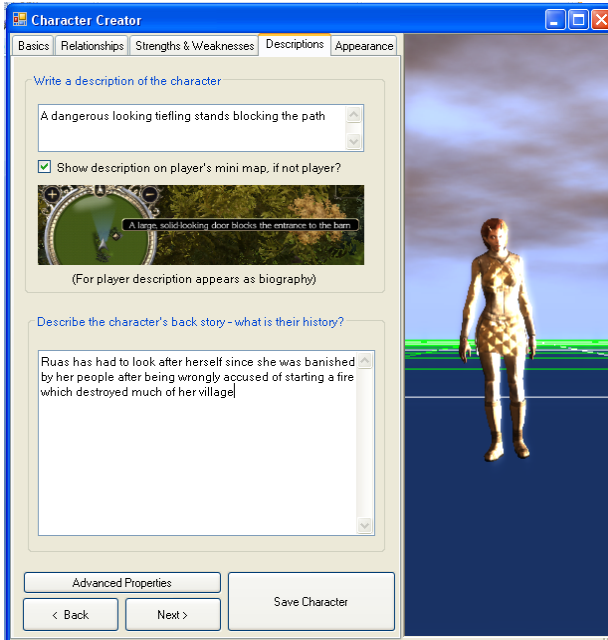 Character Creator
Basics Relationships Strengths & Weaknesses Descriptions Appearance
Write a description of the character
A dangerous looking tiefling stands blocking the path
Show description on player's mini map, if not player?
A large, solid-looking door blocks the entrance to the barn
(For player description appears as biography)
Describe the character's back story - what is their history?
Ruas has had to look after herself since she was banished
by her people after being wrongly accused of starting a fire
which destroyed much of her village
Advanced Properties
< Back
Next >
Save Character